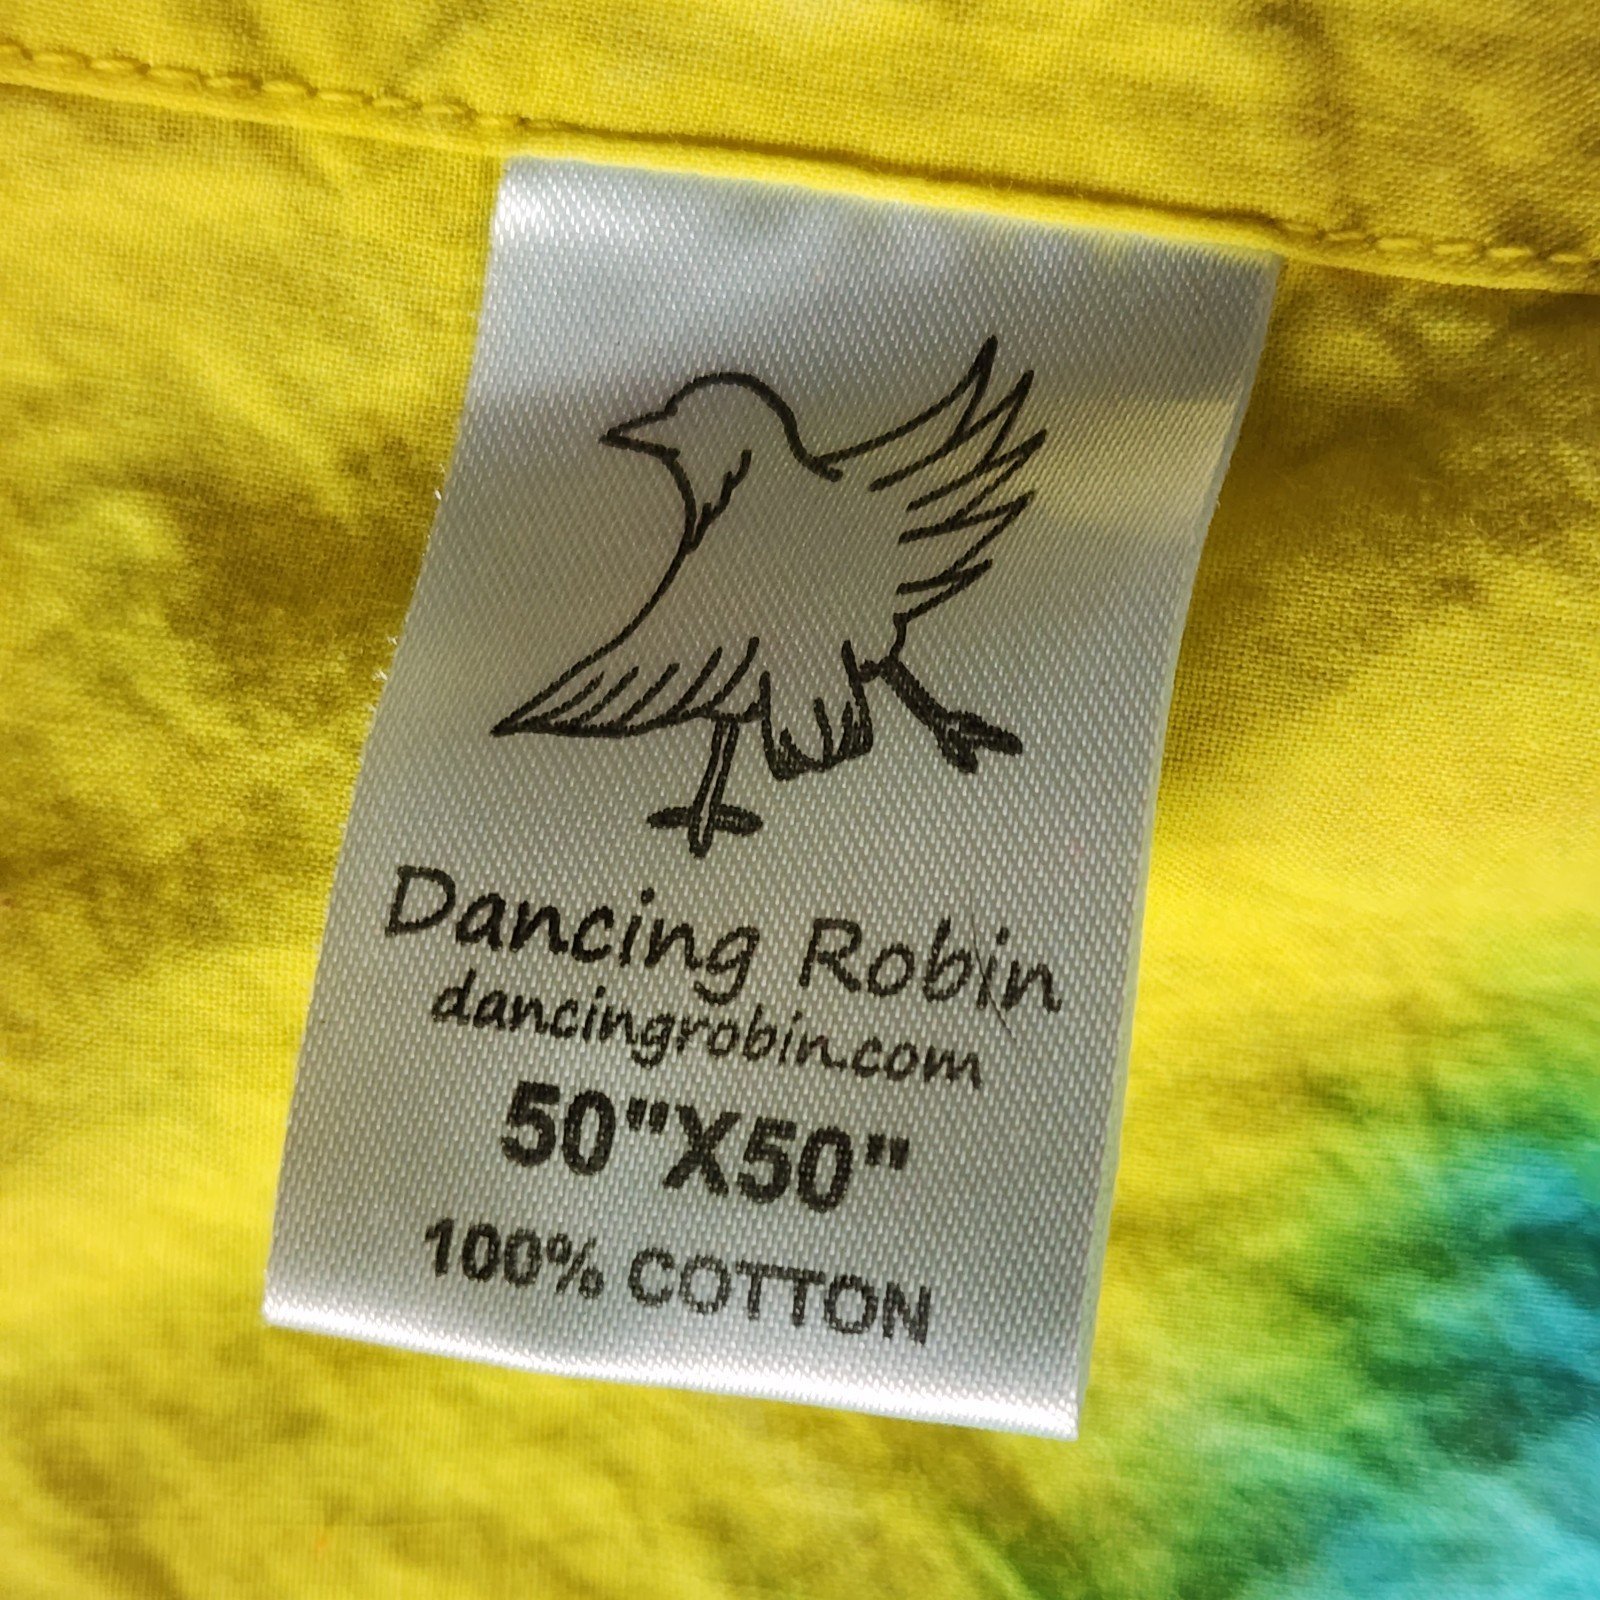 Dancing Robin
dancingrobin.com
50"X50"
100% COTTON